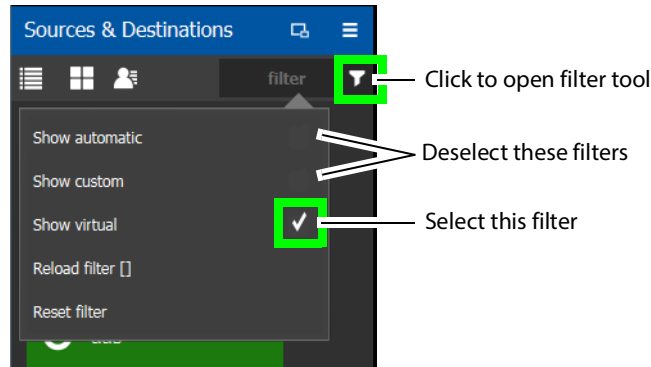 Sources & Destinations
filter
Click to open filter tool
Show automatic
Deselect these filters
Show custom
Show virtual
Select this filter
Reload filter []
Reset filter